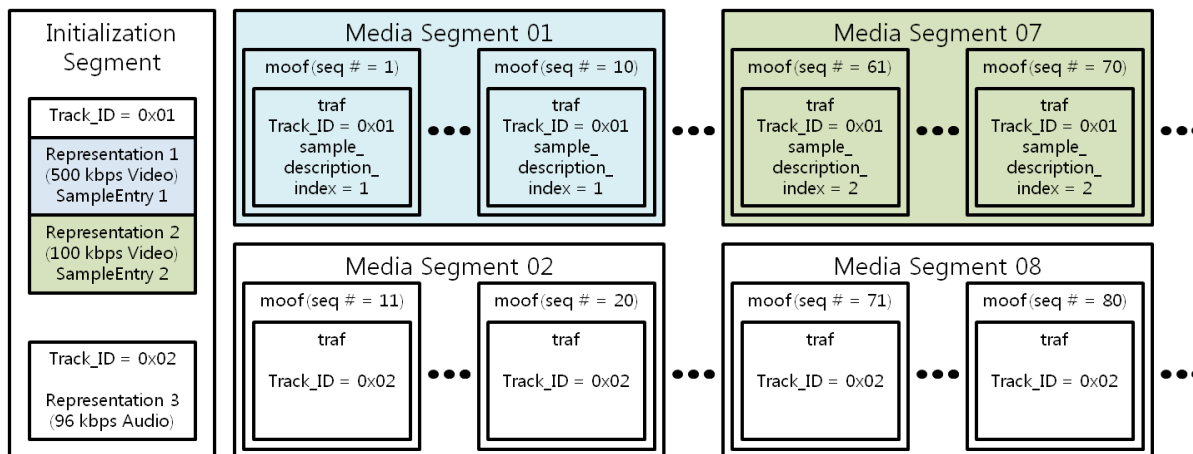 Initialization
Segment
Track_ID = 0x01
Representation 1
(500 kbps Video)
SampleEntry 1
Representation 2
(100 kbps Video)
SampleEntry 2
Track_ID = 0x02
Representation 3
(96 kbps Audio)
Media Segment 01
moof(seq # = 1)
traf
Track_ID = 0x01
sample_
description_
index = 1
•••
moof(seq # = 10)
traf
Track_ID = 0x01
sample_
description_
index = 1
•••
Media Segment 07
moof(seq # = 61)
traf
Track_ID = 0x01
sample_
description_
index = 2
•••
moof(seq # = 70)
traf
Track_ID = 0x01
sample_
description_
index = 2
•••
Media Segment 02
moof(seq # = 11)
traf
Track_ID = 0x02
•••
moof(seq # = 20)
traf
Track_ID = 0x02
•••
Media Segment 08
moof(seq # = 71)
traf
Track_ID = 0x02
•••
moof(seq # = 80)
traf
Track_ID = 0x02
•••